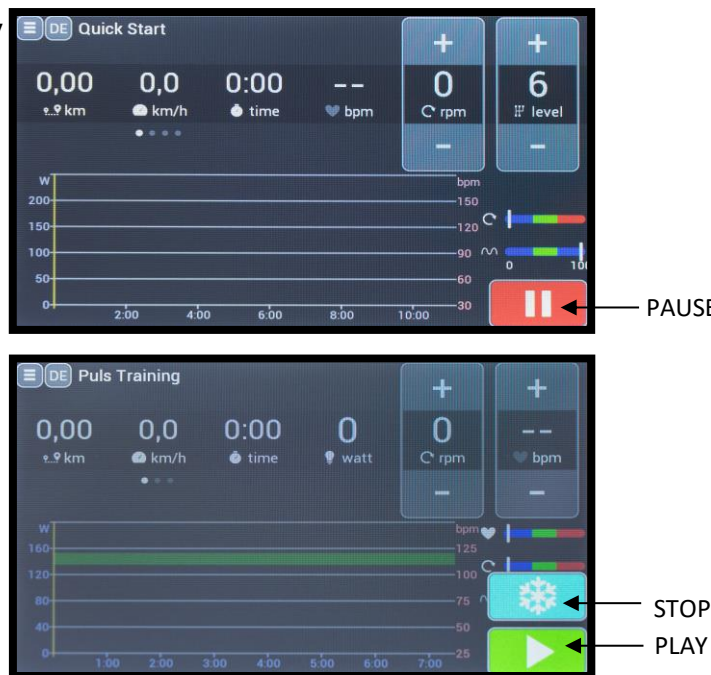 DE Quick Start
+ +
0,00 0,0 0:00 -- 0 6
km km/h time bpm rpm level
- -
W bpm
200 150
150 120
100 90
50 60
0 30
0 10
2:00 4:00 6:00 8:00 10:00
PAUSE
DE Puls Training
+ +
0,00 0,0 0:00 0 0 --
km km/h time watt rpm bpm
- -
W bpm
160 125
120 100
80 75
40 50
0 25
1:00 2:00 3:00 4:00 5:00 6:00 7:00
STOP
PLAY